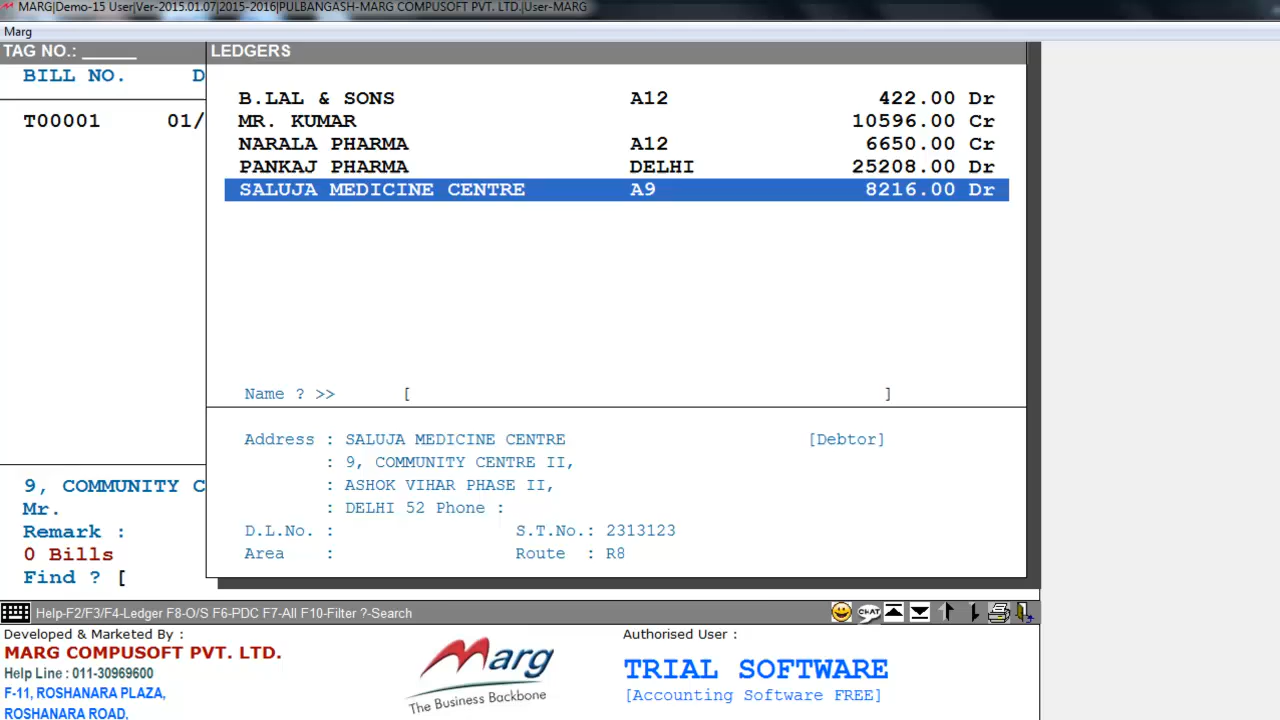 MARG|Demo-15 User|Ver-2015.01.07|2015-2016|PULBANGASH-MARG COMPUSOFT PVT. LTD.|User-MARG
Marg
TAG NO.: ______
LEDGERS
BILL NO. D
T00001 01/
B.LAL & SONS A12 422.00 Dr
MR. KUMAR 10596.00 Cr
NARALA PHARMA A12 6650.00 Cr
PANKAJ PHARMA DELHI 25208.00 Dr
SALUJA MEDICINE CENTRE A9 8216.00 Dr
Name ? >> [ ]
Address : SALUJA MEDICINE CENTRE [Debtor]
: 9, COMMUNITY CENTRE II,
: ASHOK VIHAR PHASE II,
: DELHI 52 Phone :
D.L.No. : S.T.No.: 2313123
Area : Route : R8
9, COMMUNITY C
Mr.
Remark :
0 Bills
Find ? [
Help-F2/F3/F4-Ledger F8-O/S F6-PDC F7-All F10-Filter ?-Search
CHAT
Developed & Marketed By :
MARG COMPUSOFT PVT. LTD.
Help Line : 011-30969600
F-11, ROSHANARA PLAZA,
ROSHANARA ROAD,
Marg
The Business Backbone
Authorised User :
TRIAL SOFTWARE
[Accounting Software FREE]